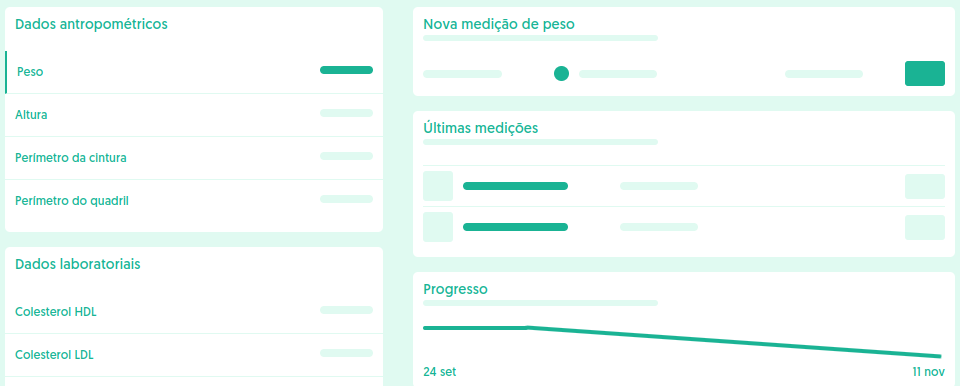 Dados antropométricos
Peso
Altura
Perímetro da cintura
Perímetro do quadril
Dados laboratoriais
Colesterol HDL
Colesterol LDL
Nova medição de peso
Últimas medições
Progresso
24 set
11 nov